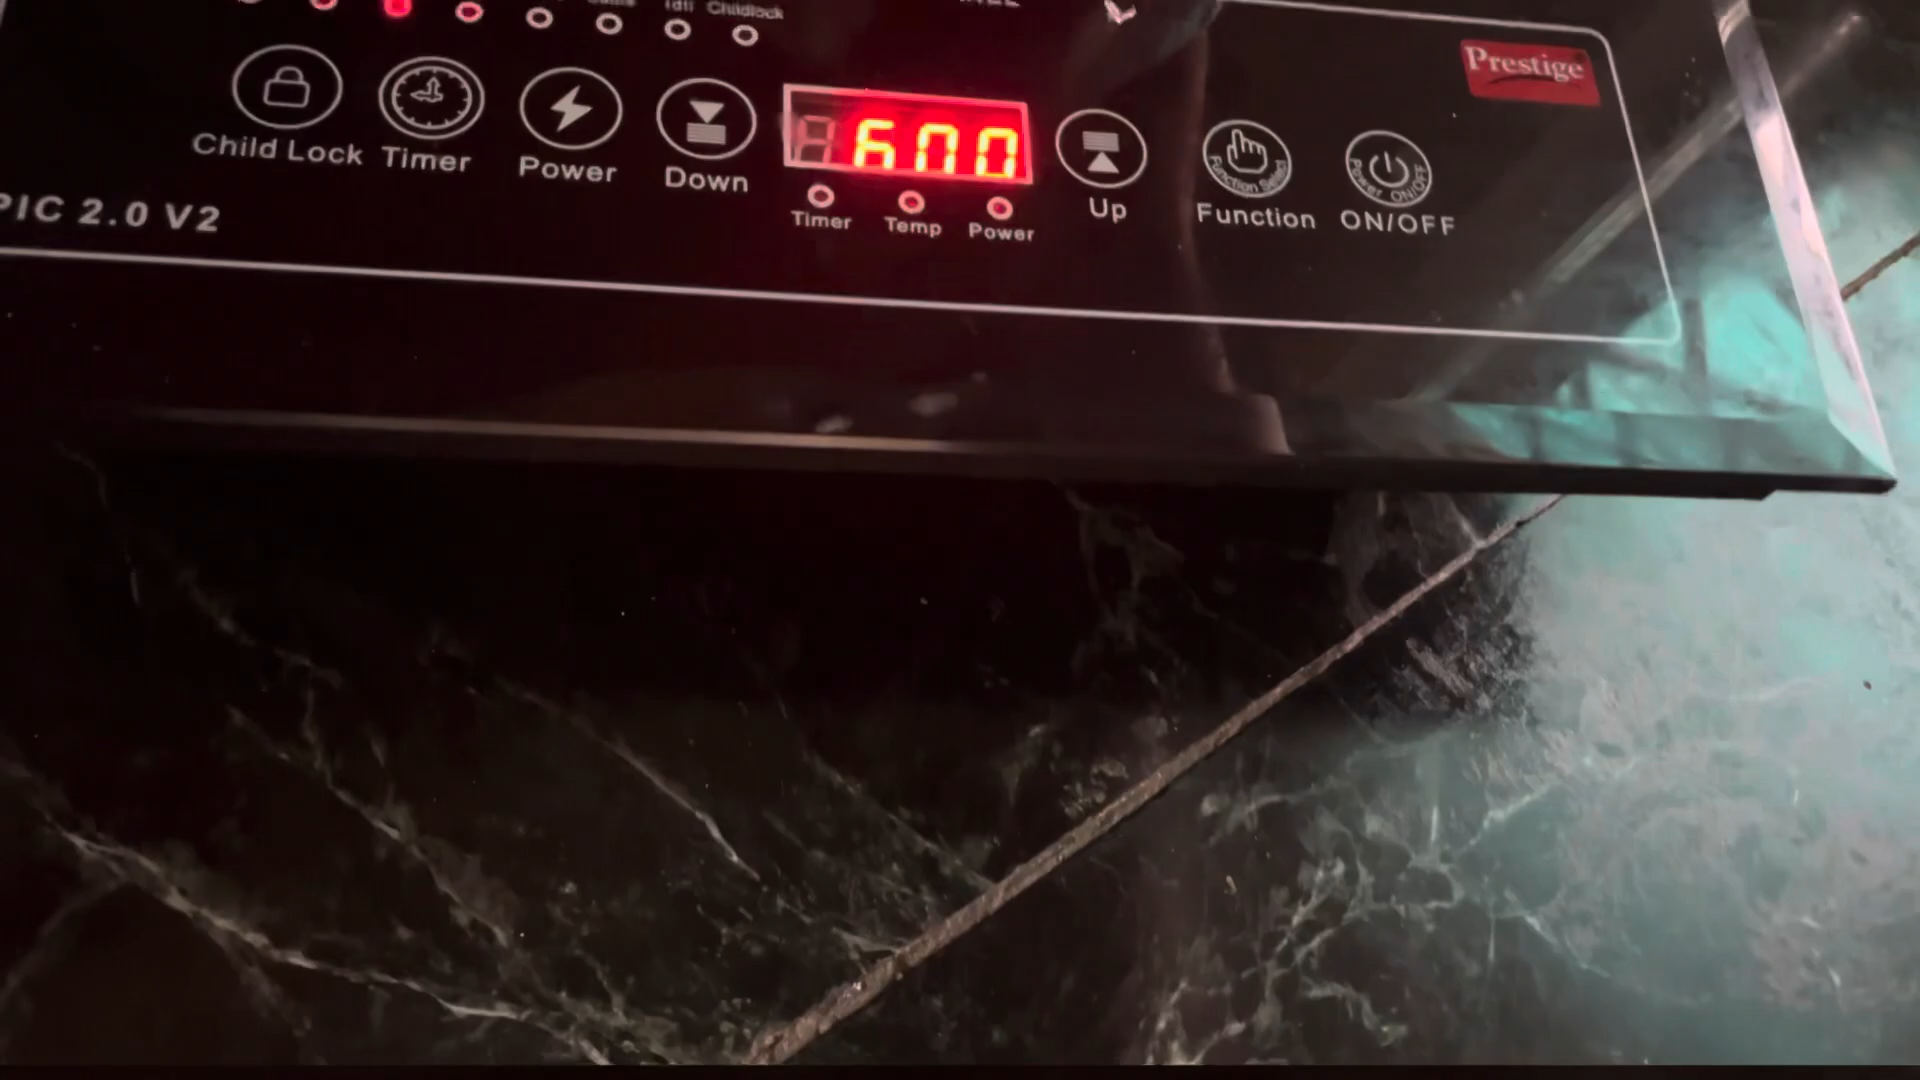 Idli Childlock
Prestige
600
Child Lock Timer Power Down Up Function ON/OFF
Function Select
Power ON/OFF
Timer Temp Power
PIC 2.0 V2